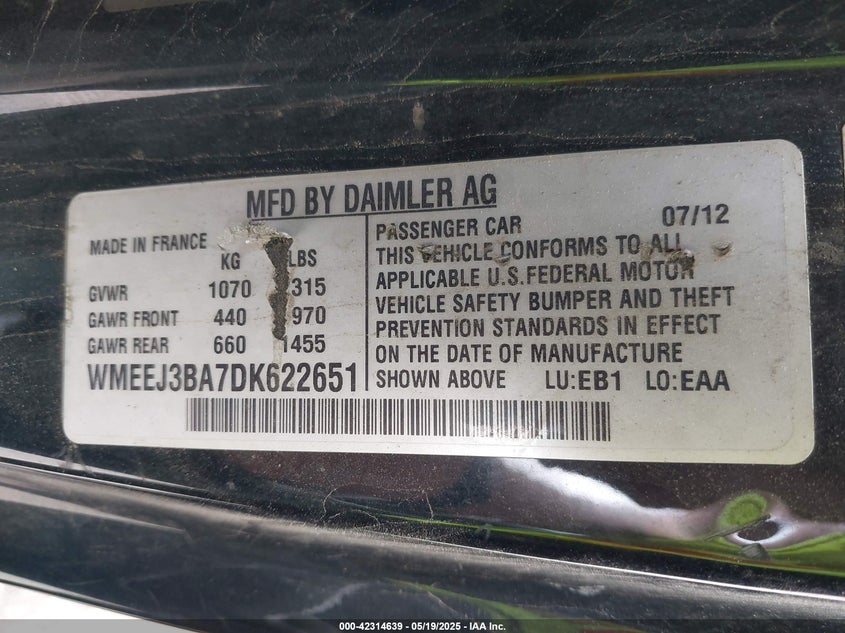 MFD BY DAIMLER AG
MADE IN FRANCE
KG LBS
GVWR 1070 315
GAWR FRONT 440 970
GAWR REAR 660 1455
WMEEJ3BA7DK622651
PASSENGER CAR 07/12
THIS VEHICLE CONFORMS TO ALL
APPLICABLE U.S.FEDERAL MOTOR
VEHICLE SAFETY BUMPER AND THEFT
PREVENTION STANDARDS IN EFFECT
ON THE DATE OF MANUFACTURE
SHOWN ABOVE LU:EB1 LO:EAA
000-42314639 - 05/19/2025 - IAA Inc.